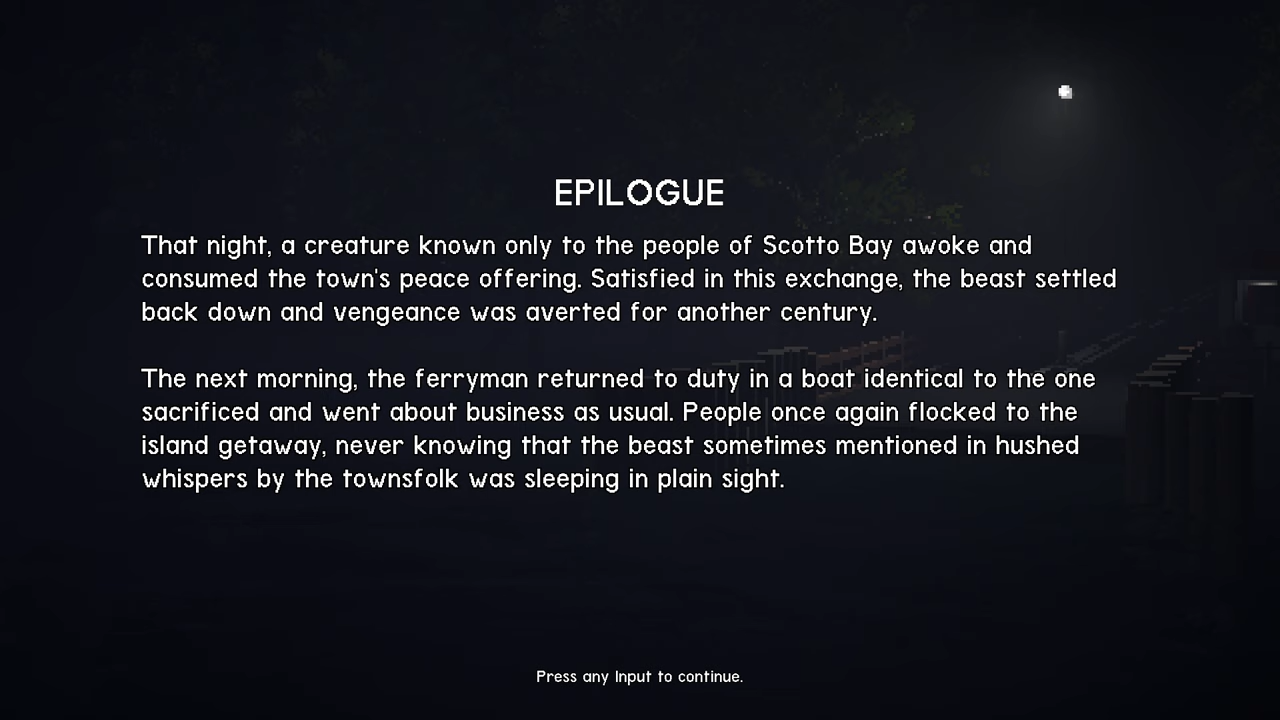 EPILOGUE
That night, a creature known only to the people of Scotto Bay awoke and
consumed the town's peace offering. Satisfied in this exchange, the beast settled
back down and vengeance was averted for another century.
The next morning, the ferryman returned to duty in a boat identical to the one
sacrificed and went about business as usual. People once again flocked to the
island getaway, never knowing that the beast sometimes mentioned in hushed
whispers by the townsfolk was sleeping in plain sight.
Press any Input to continue.